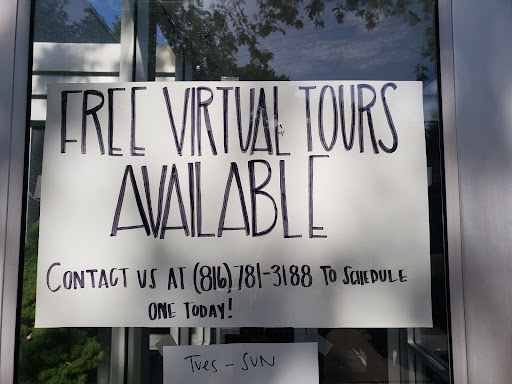 FREE VIRTUAL TOURS
AVAILABLE
CONTACT US AT (816) 781-3188 TO SCHEDULE
ONE TODAY!
TUES - SUN